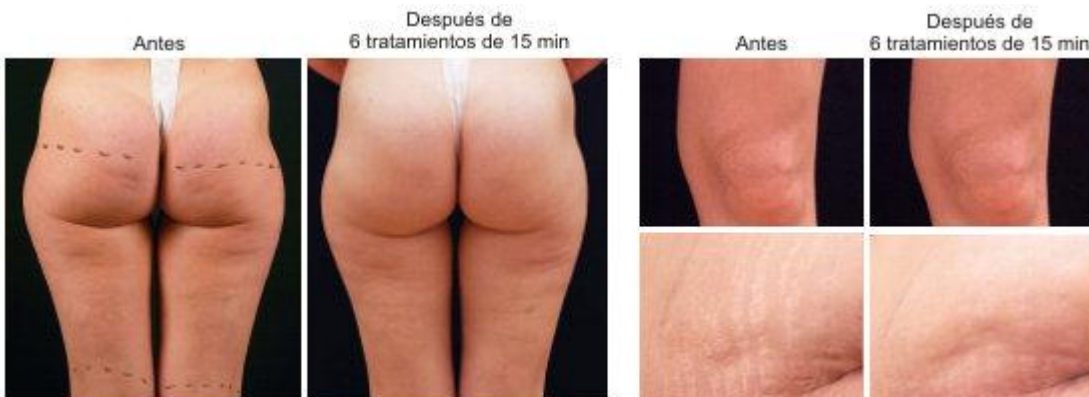 Antes
Después de
6 tratamientos de 15 min
Antes
Después de
6 tratamientos de 15 min